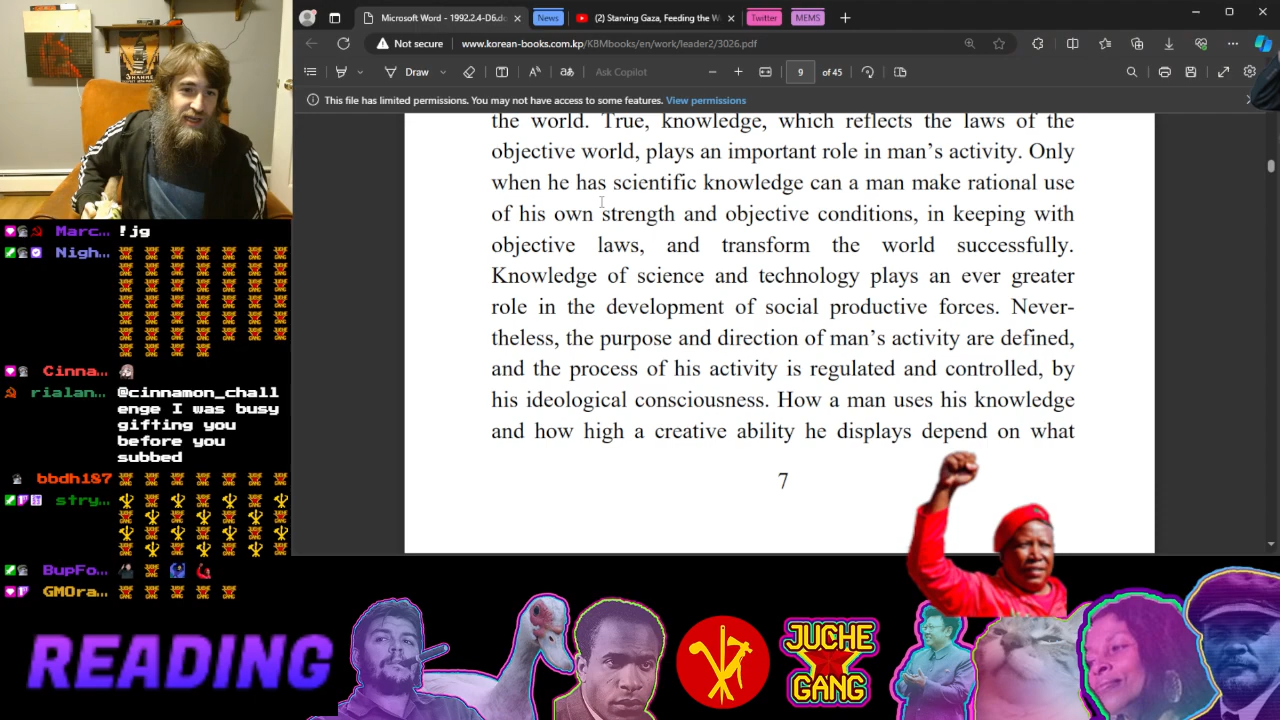 Microsoft Word - 1992.2.4-D6.do
News
(2) Starving Gaza, Feeding the W
Twitter
MEMS
Not secure
www.korean-books.com.kp/KBMbooks/en/work/leader2/3026.pdf
Draw
Ask Copilot
9 of 45
This file has limited permissions. You may not have access to some features. View permissions
the world. True, knowledge, which reflects the laws of the
objective world, plays an important role in man's activity. Only
when he has scientific knowledge can a man make rational use
of his own strength and objective conditions, in keeping with
objective laws, and transform the world successfully.
Knowledge of science and technology plays an ever greater
role in the development of social productive forces. Never-
theless, the purpose and direction of man's activity are defined,
and the process of his activity is regulated and controlled, by
his ideological consciousness. How a man uses his knowledge
and how high a creative ability he displays depend on what
7
Marc... !jg
Nigh...
Cinna...
rialan... @cinnamon_chall
enge I was busy
gifting you
before you
subbed
bbdh187
stry...
BupFo...
GMOra...
READING
JUCHE
GANG